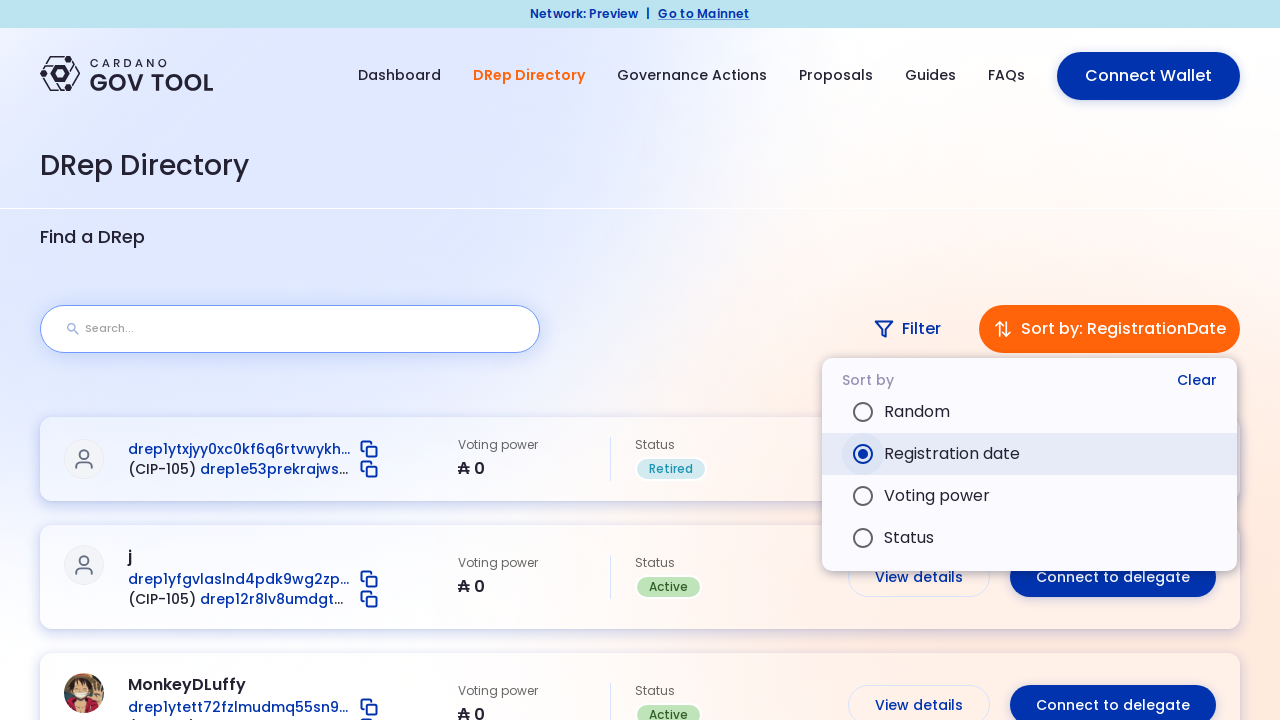 Network: Preview | Go to Mainnet
CARDANO
GOV TOOL
Dashboard
DRep Directory
Governance Actions
Proposals
Guides
FAQs
Connect Wallet
DRep Directory
Find a DRep
Search...
Filter
Sort by: RegistrationDate
Sort by
Clear
Random
Registration date
Voting power
Status
drep1ytxjyy0xc0kf6q6rtvwykh...
(CIP-105) drep1e53prekrajws...
Voting power
₳ 0
Status
Retired
j
drep1yfgvlaslnd4pdk9wg2zp...
(CIP-105) drep12r8lv8umdgt...
Voting power
₳ 0
Status
Active
View details
Connect to delegate
MonkeyDLuffy
drep1ytett72fzlmudmq55sn9...
Voting power
₳ 0
Status
Active
View details
Connect to delegate